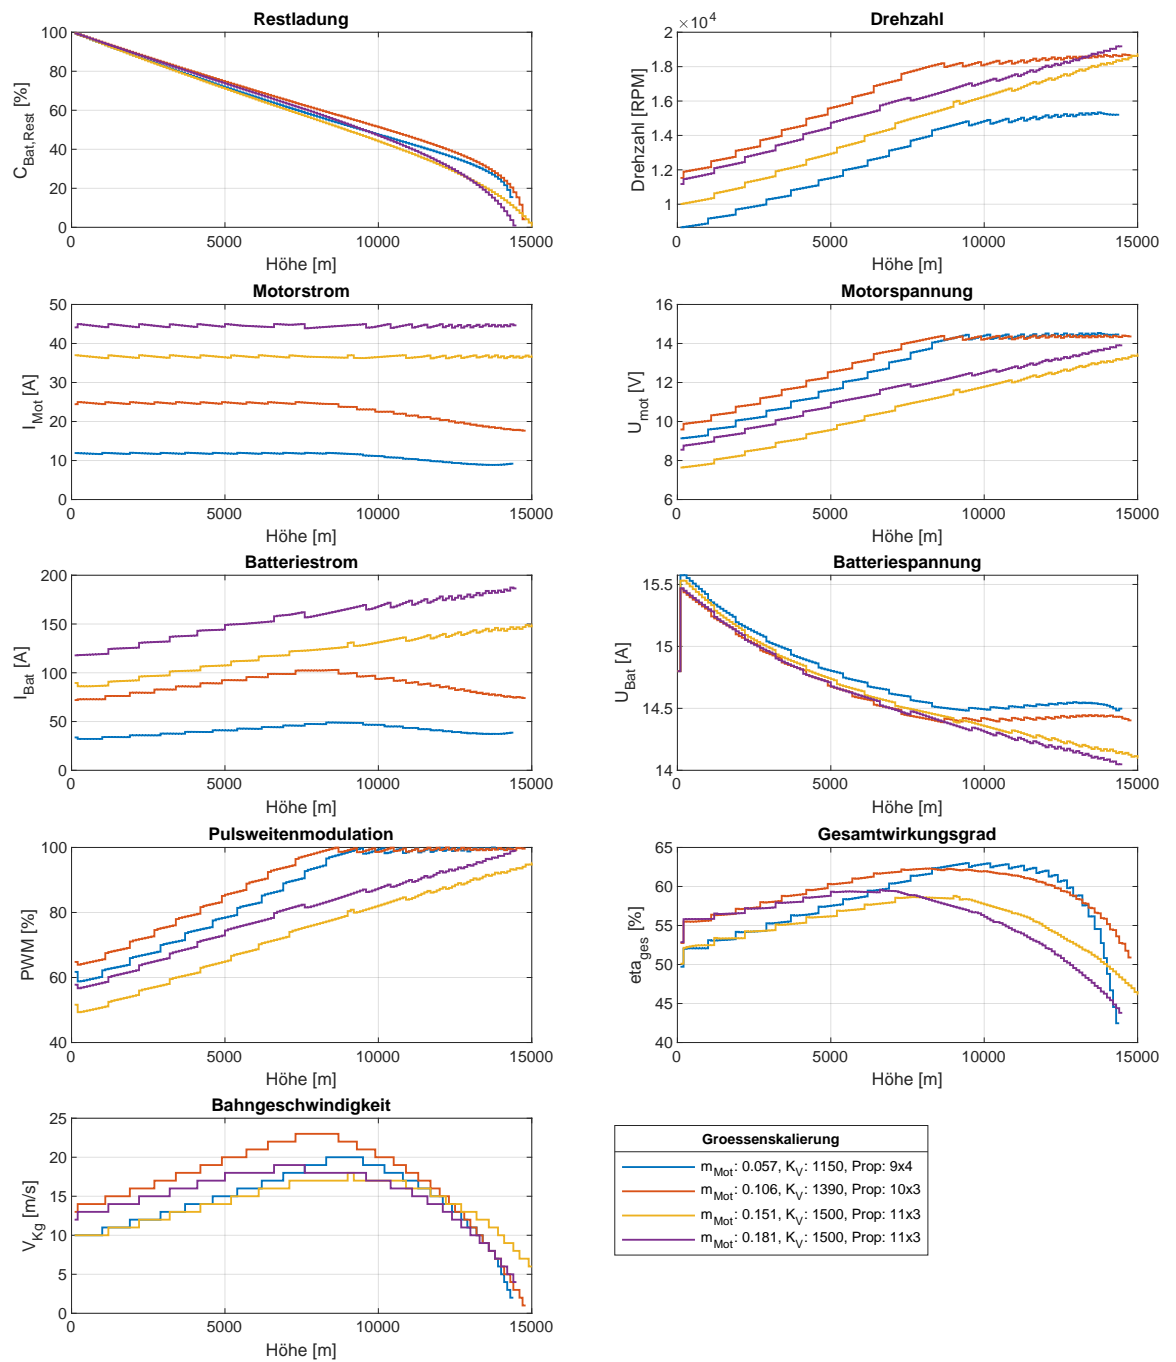 Restladung
C_Bat,Rest [%]
100
80
60
40
20
0
0 5000 10000 15000
Höhe [m]
Drehzahl
×10^4
Drehzahl [RPM]
2
1.8
1.6
1.4
1.2
1
0 5000 10000 15000
Höhe [m]
Motorstrom
I_Mot [A]
50
40
30
20
10
0
0 5000 10000 15000
Höhe [m]
Motorspannung
U_mot [V]
16
14
12
10
8
6
0 5000 10000 15000
Höhe [m]
Batteriestrom
I_Bat [A]
200
150
100
50
0
0 5000 10000 15000
Höhe [m]
Batteriespannung
U_Bat [A]
15.5
15
14.5
14
0 5000 10000 15000
Höhe [m]
Pulsweitenmodulation
PWM [%]
100
80
60
40
0 5000 10000 15000
Höhe [m]
Gesamtwirkungsgrad
eta_ges [%]
65
60
55
50
45
40
0 5000 10000 15000
Höhe [m]
Bahngeschwindigkeit
V_Kg [m/s]
25
20
15
10
5
0
0 5000 10000 15000
Höhe [m]
Groessenskalierung
m_Mot: 0.057, K_V: 1150, Prop: 9x4
m_Mot: 0.106, K_V: 1390, Prop: 10x3
m_Mot: 0.151, K_V: 1500, Prop: 11x3
m_Mot: 0.181, K_V: 1500, Prop: 11x3